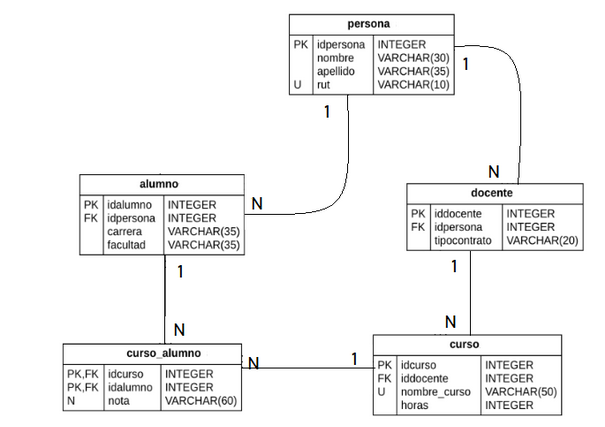 persona
PK idpersona INTEGER
nombre VARCHAR(30)
apellido VARCHAR(35)
U rut VARCHAR(10)
1
1
N
alumno
PK idalumno INTEGER
FK idpersona INTEGER
carrera VARCHAR(35)
facultad VARCHAR(35)
N
docente
PK iddocente INTEGER
FK idpersona INTEGER
tipocontrato VARCHAR(20)
1
1
N
N
curso_alumno
PK,FK idcurso INTEGER
PK,FK idalumno INTEGER
N nota VARCHAR(60)
N
1
curso
PK idcurso INTEGER
FK iddocente INTEGER
U nombre_curso VARCHAR(50)
horas INTEGER